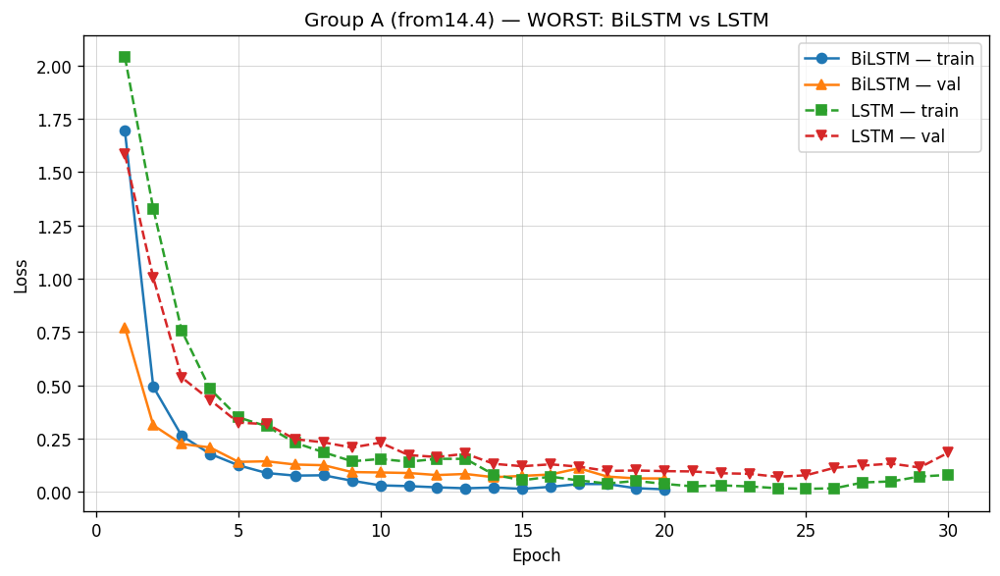 Group A (from14.4) — WORST: BiLSTM vs LSTM
BiLSTM — train
BiLSTM — val
LSTM — train
LSTM — val
Loss
2.00
1.75
1.50
1.25
1.00
0.75
0.50
0.25
0.00
0 5 10 15 20 25 30
Epoch